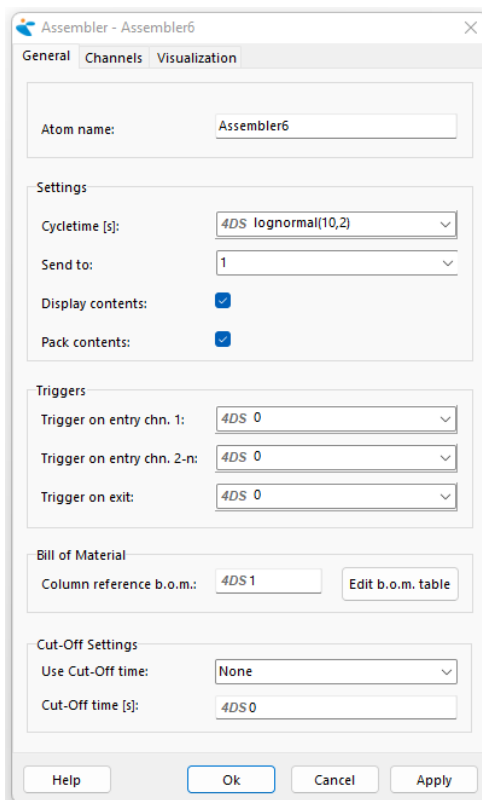 Assembler - Assembler6
General Channels Visualization
Atom name: Assembler6
Settings
Cycletime [s]: 4DS lognormal(10,2)
Send to: 1
Display contents:
Pack contents:
Triggers
Trigger on entry chn. 1: 4DS 0
Trigger on entry chn. 2-n: 4DS 0
Trigger on exit: 4DS 0
Bill of Material
Column reference b.o.m.: 4DS 1 Edit b.o.m. table
Cut-Off Settings
Use Cut-Off time: None
Cut-Off time [s]: 4DS 0
Help Ok Cancel Apply